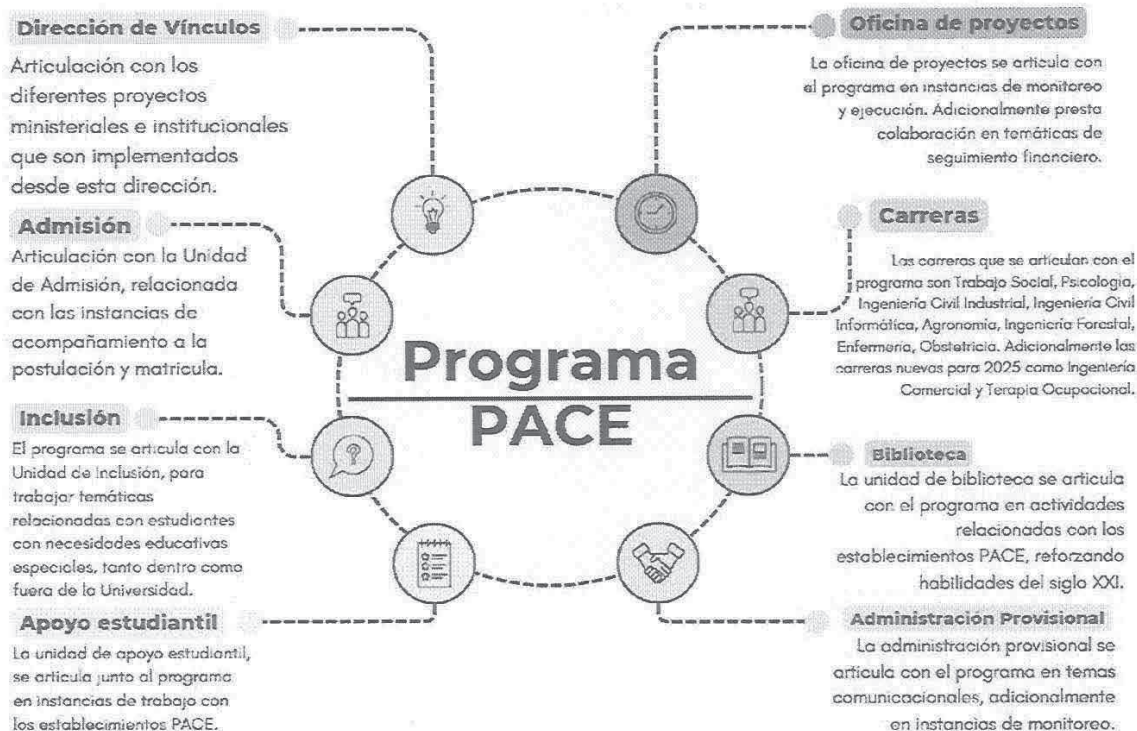 Dirección de Vínculos
Articulación con los
diferentes proyectos
ministeriales e institucionales
que son implementados
desde esta dirección.
Admisión
Articulación con la Unidad
de Admisión, relacionada
con las instancias de
acompañamiento a la
postulación y matricula.
Inclusión
El programa se articula con la
Unidad de Inclusión, para
trabajar temáticas
relacionadas con estudiantes
con necesidades educativas
especiales, tanto dentro como
fuera de la Universidad.
Apoyo estudiantil
La unidad de apoyo estudiantil,
se articula junto al programa
en instancias de trabajo con
los establecimientos PACE.
Programa
PACE
Oficina de proyectos
La oficina de proyectos se articula con
el programa en instancias de monitoreo
y ejecución. Adicionalmente presta
colaboración en temáticas de
seguimiento financiero.
Carreras
Las carreras que se articulan con el
programa son Trabajo Social, Psicología,
Ingeniería Civil Industrial, Ingeniería Civil
Informática, Agronomía, Ingeniería Forestal,
Enfermería, Obstetricia. Adicionalmente las
carreras nuevas para 2025 como Ingeniería
Comercial y Terapia Ocupacional.
Biblioteca
La unidad de biblioteca se articula
con el programa en actividades
relacionadas con los
establecimientos PACE, reforzando
habilidades del siglo XXI.
Administración Provisional
La administración provisional se
articula con el programa en temas
comunicacionales, adicionalmente
en instancias de monitoreo.